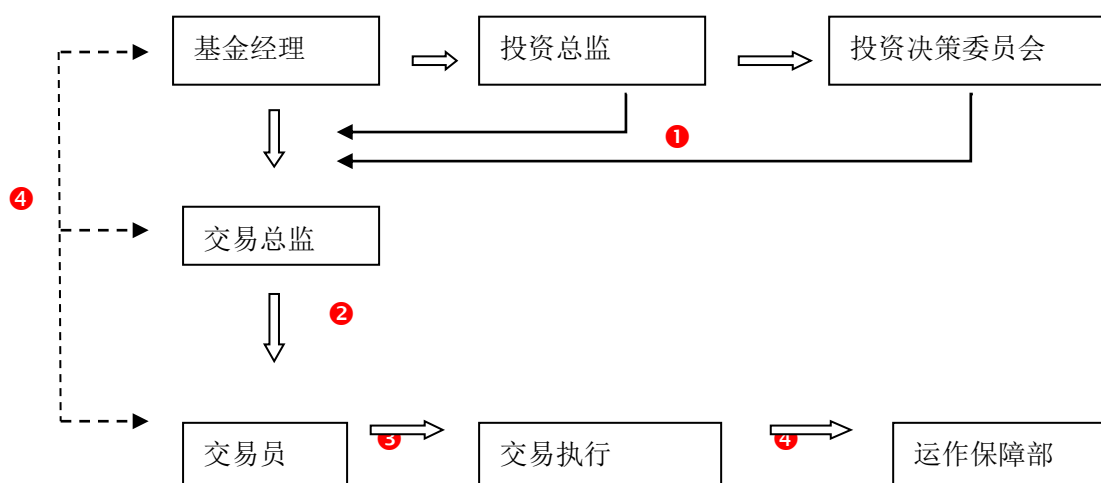 基金经理
投资总监
投资决策委员会
❶
❹
交易总监
❷
交易员
❸
交易执行
❹
运作保障部